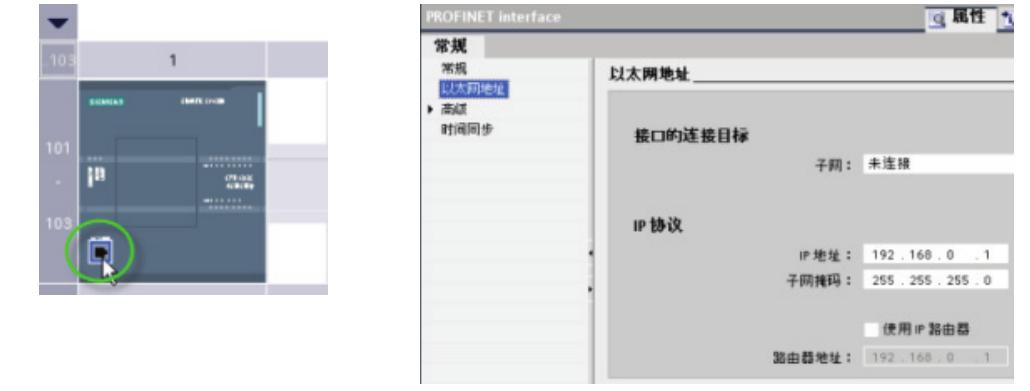 103
1
SIEMENS
101
-
103
PROFINET interface
属性
常规
常规
以太网地址
高级
时间同步
以太网地址
接口的连接目标
子网：
未连接
IP 协议
IP 地址：
192 . 168 . 0 . 1
子网掩码：
255 . 255 . 255 . 0
使用 IP 路由器
路由器地址：
192 . 168 . 0 . 1